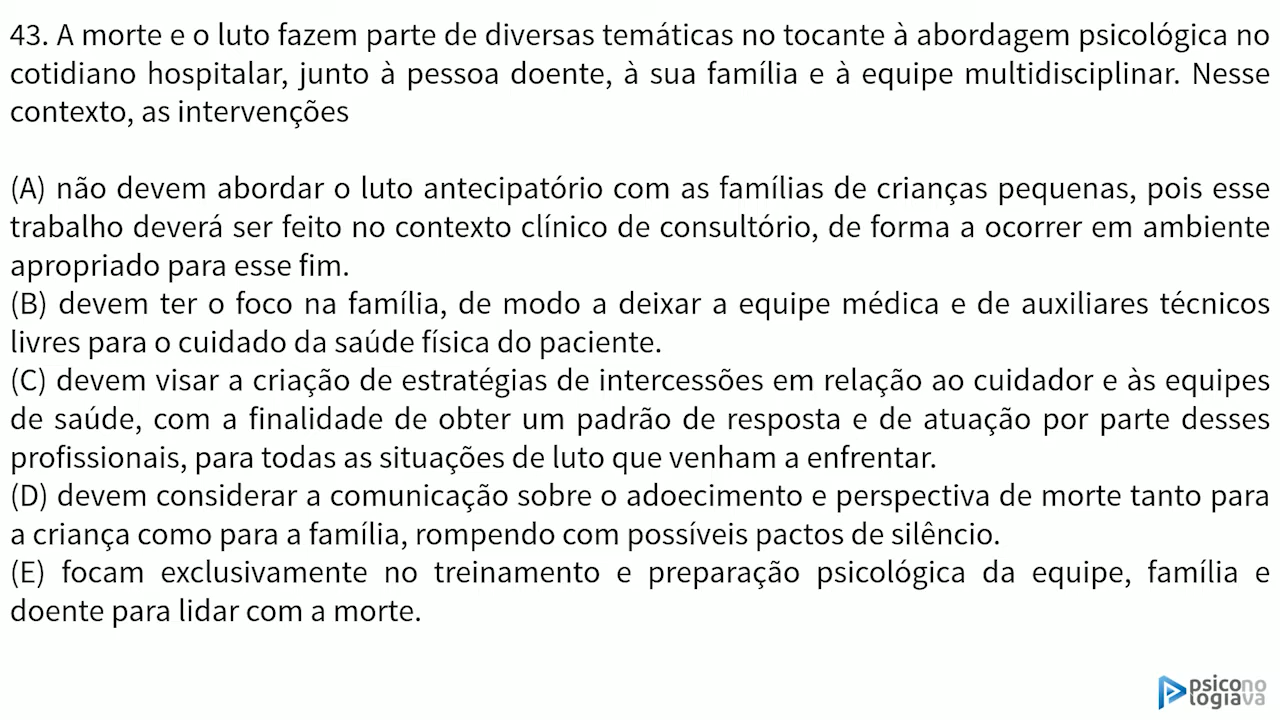 43. A morte e o luto fazem parte de diversas temáticas no tocante à abordagem psicológica no
cotidiano hospitalar, junto à pessoa doente, à sua família e à equipe multidisciplinar. Nesse
contexto, as intervenções
(A) não devem abordar o luto antecipatório com as famílias de crianças pequenas, pois esse
trabalho deverá ser feito no contexto clínico de consultório, de forma a ocorrer em ambiente
apropriado para esse fim.
(B) devem ter o foco na família, de modo a deixar a equipe médica e de auxiliares técnicos
livres para o cuidado da saúde física do paciente.
(C) devem visar a criação de estratégias de intercessões em relação ao cuidador e às equipes
de saúde, com a finalidade de obter um padrão de resposta e de atuação por parte desses
profissionais, para todas as situações de luto que venham a enfrentar.
(D) devem considerar a comunicação sobre o adoecimento e perspectiva de morte tanto para
a criança como para a família, rompendo com possíveis pactos de silêncio.
(E) focam exclusivamente no treinamento e preparação psicológica da equipe, família e
doente para lidar com a morte.
psicono
logiava